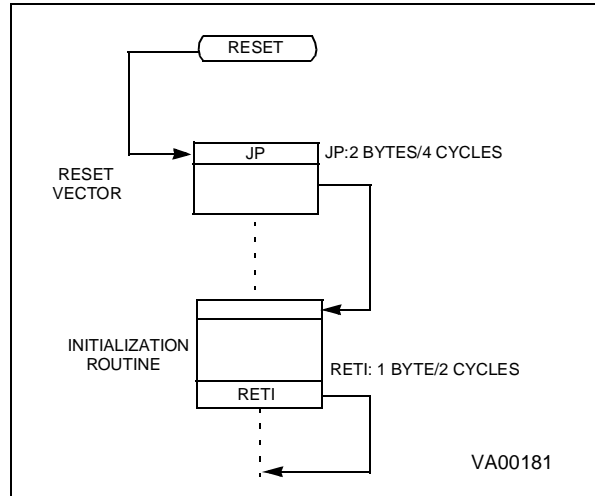 RESET
JP
JP:2 BYTES/4 CYCLES
RESET
VECTOR
INITIALIZATION
ROUTINE
RETI: 1 BYTE/2 CYCLES
RETI
VA00181